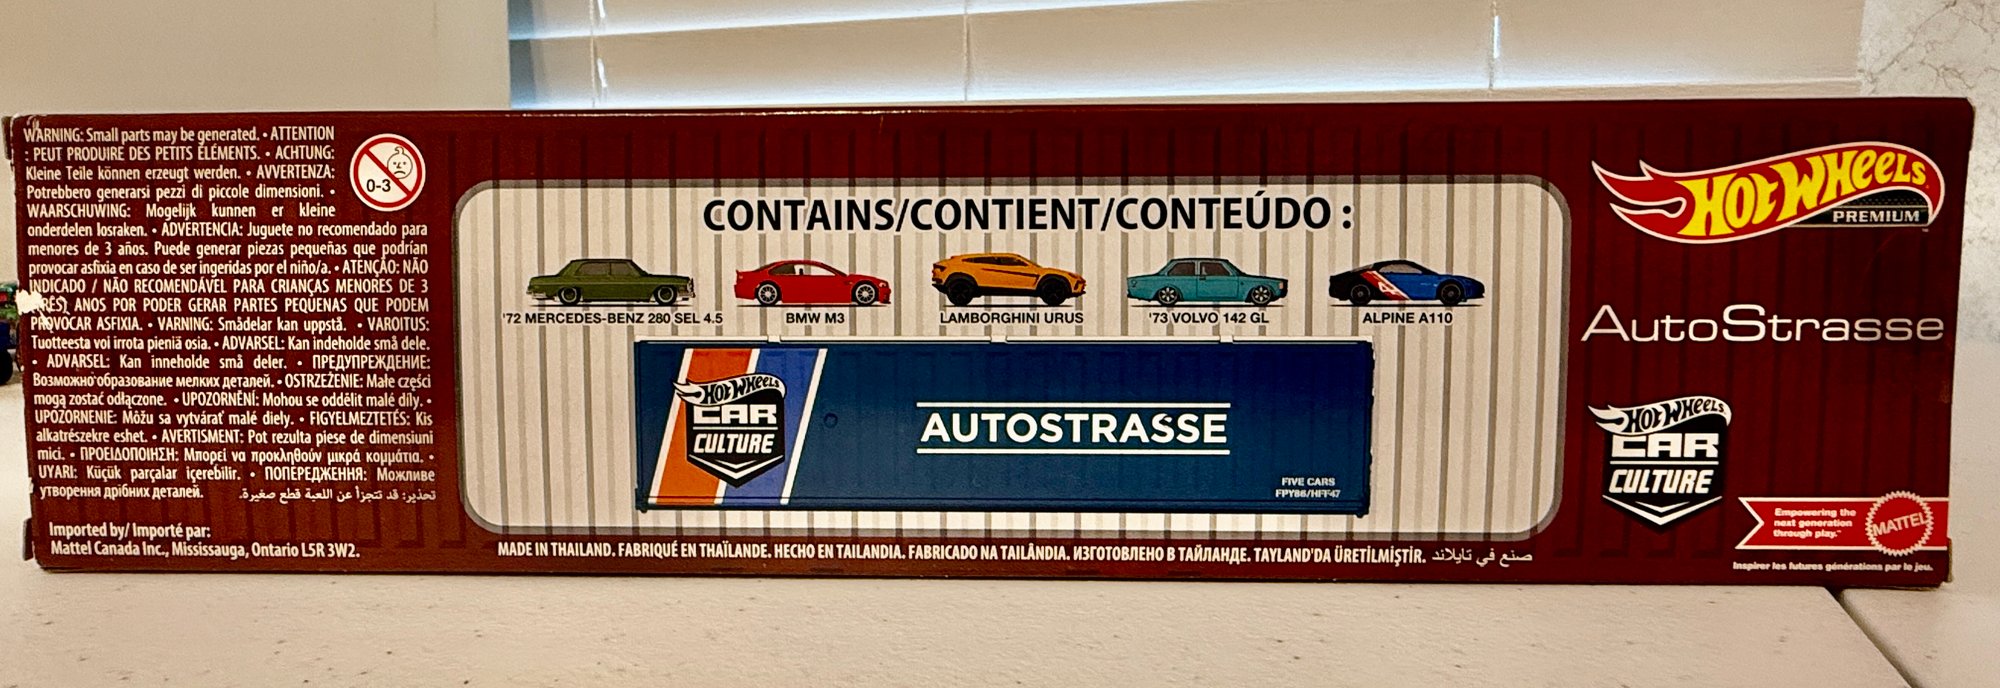 WARNING: Small parts may be generated. • ATTENTION
: PEUT PRODUIRE DES PETITS ÉLÉMENTS. • ACHTUNG:
Kleine Teile können erzeugt werden. • AVVERTENZA:
Potrebbero generarsi pezzi di piccole dimensioni. •
WAARSCHUWING: Mogelijk kunnen er kleine
onderdelen losraken. • ADVERTENCIA: Juguete no recomendado para
menores de 3 años. Puede generar piezas pequeñas que podrían
provocar asfixia en caso de ser ingeridas por el niño/a. • ATENÇÃO: NÃO
INDICADO / NÃO RECOMENDÁVEL PARA CRIANÇAS MENORES DE 3
ANOS POR PODER GERAR PARTES PEQUENAS QUE PODEM
PROVOCAR ASFIXIA. • VARNING: Smådelar kan uppstå. • VAROITUS:
Tuotteesta voi irrota pieniä osia. • ADVARSEL: Kan indeholde små dele.
• ADVARSEL: Kan inneholde små deler. • ПРЕДУПРЕЖДЕНИЕ:
Возможно образование мелких деталей. • OSTRZEŻENIE: Małe części
mogą zostać odłączone. • UPOZORNĚNÍ: Mohou se oddělit malé díly. •
UPOZORNENIE: Môžu sa vytvárať malé diely. • FIGYELMEZTETÉS: Kis
alkatrészekre eshet. • AVERTISMENT: Pot rezulta piese de dimensiuni
mici. • ΠΡΟΕΙΔΟΠΟΙΗΣΗ: Μπορεί να προκληθούν μικρά κομμάτια. •
UYARI: Küçük parçalar içerebilir. • ПОПЕРЕДЖЕННЯ: Можливе
утворення дрібних деталей. تحذير: قد تتجزأ عن اللعبة قطع صغيرة.
0-3
Imported by/ Importé par:
Mattel Canada Inc., Mississauga, Ontario L5R 3W2.
CONTAINS/CONTIENT/CONTEÚDO :
'72 MERCEDES-BENZ 280 SEL 4.5
BMW M3
LAMBORGHINI URUS
'73 VOLVO 142 GL
ALPINE A110
HOT WHEELS
CAR
CULTURE
AUTOSTRASSE
FIVE CARS
FPY86/HFF47
MADE IN THAILAND. FABRIQUÉ EN THAÏLANDE. HECHO EN TAILANDIA. FABRICADO NA TAILÂNDIA. ИЗГОТОВЛЕНО В ТАЙЛАНДЕ. TAYLAND'DA ÜRETİLMİŞTİR. صنع في تايلاند
HOT WHEELS
PREMIUM™
AutoStrasse
HOT WHEELS
CAR
CULTURE
Empowering the
next generation
through play.™
MATTEL
Inspirer les futures générations par le jeu.